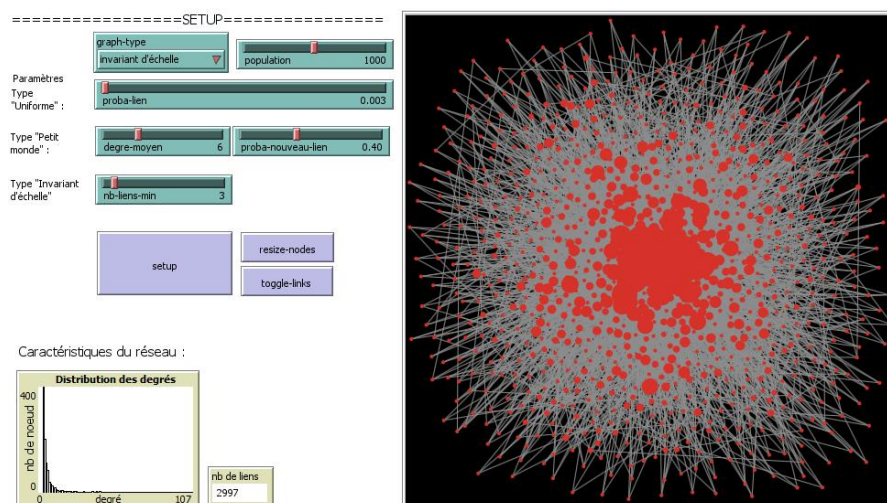 ==================SETUP==================
graph-type
invariant d'échelle
population 1000
Paramètres
Type
"Uniforme" :
proba-lien 0.003
Type "Petit
monde" :
degre-moyen 6
proba-nouveau-lien 0.40
Type "Invariant
d'échelle"
nb-liens-min 3
setup
resize-nodes
toggle-links
Caractéristiques du réseau :
Distribution des degrés
400
nb de noeud
0
0 degré 107
nb de liens
2997